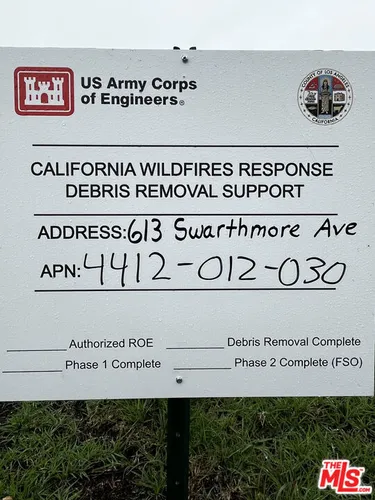 US Army Corps
of Engineers®
COUNTY OF LOS ANGELES
CALIFORNIA
CALIFORNIA WILDFIRES RESPONSE
DEBRIS REMOVAL SUPPORT
ADDRESS: 613 Swarthmore Ave
APN: 4412-012-030
Authorized ROE Debris Removal Complete
Phase 1 Complete Phase 2 Complete (FSO)
THE MLS.com